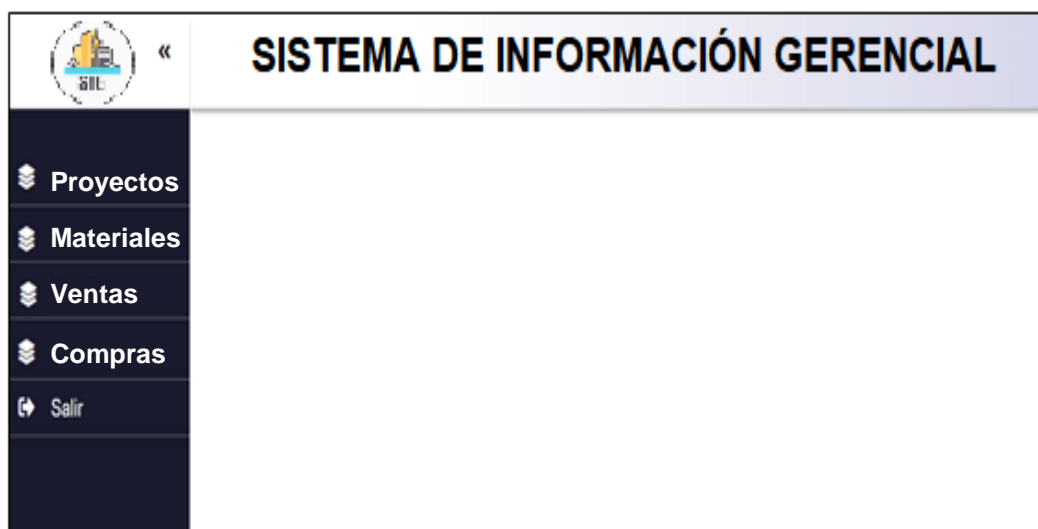 «
SISTEMA DE INFORMACIÓN GERENCIAL
Proyectos
Materiales
Ventas
Compras
Salir